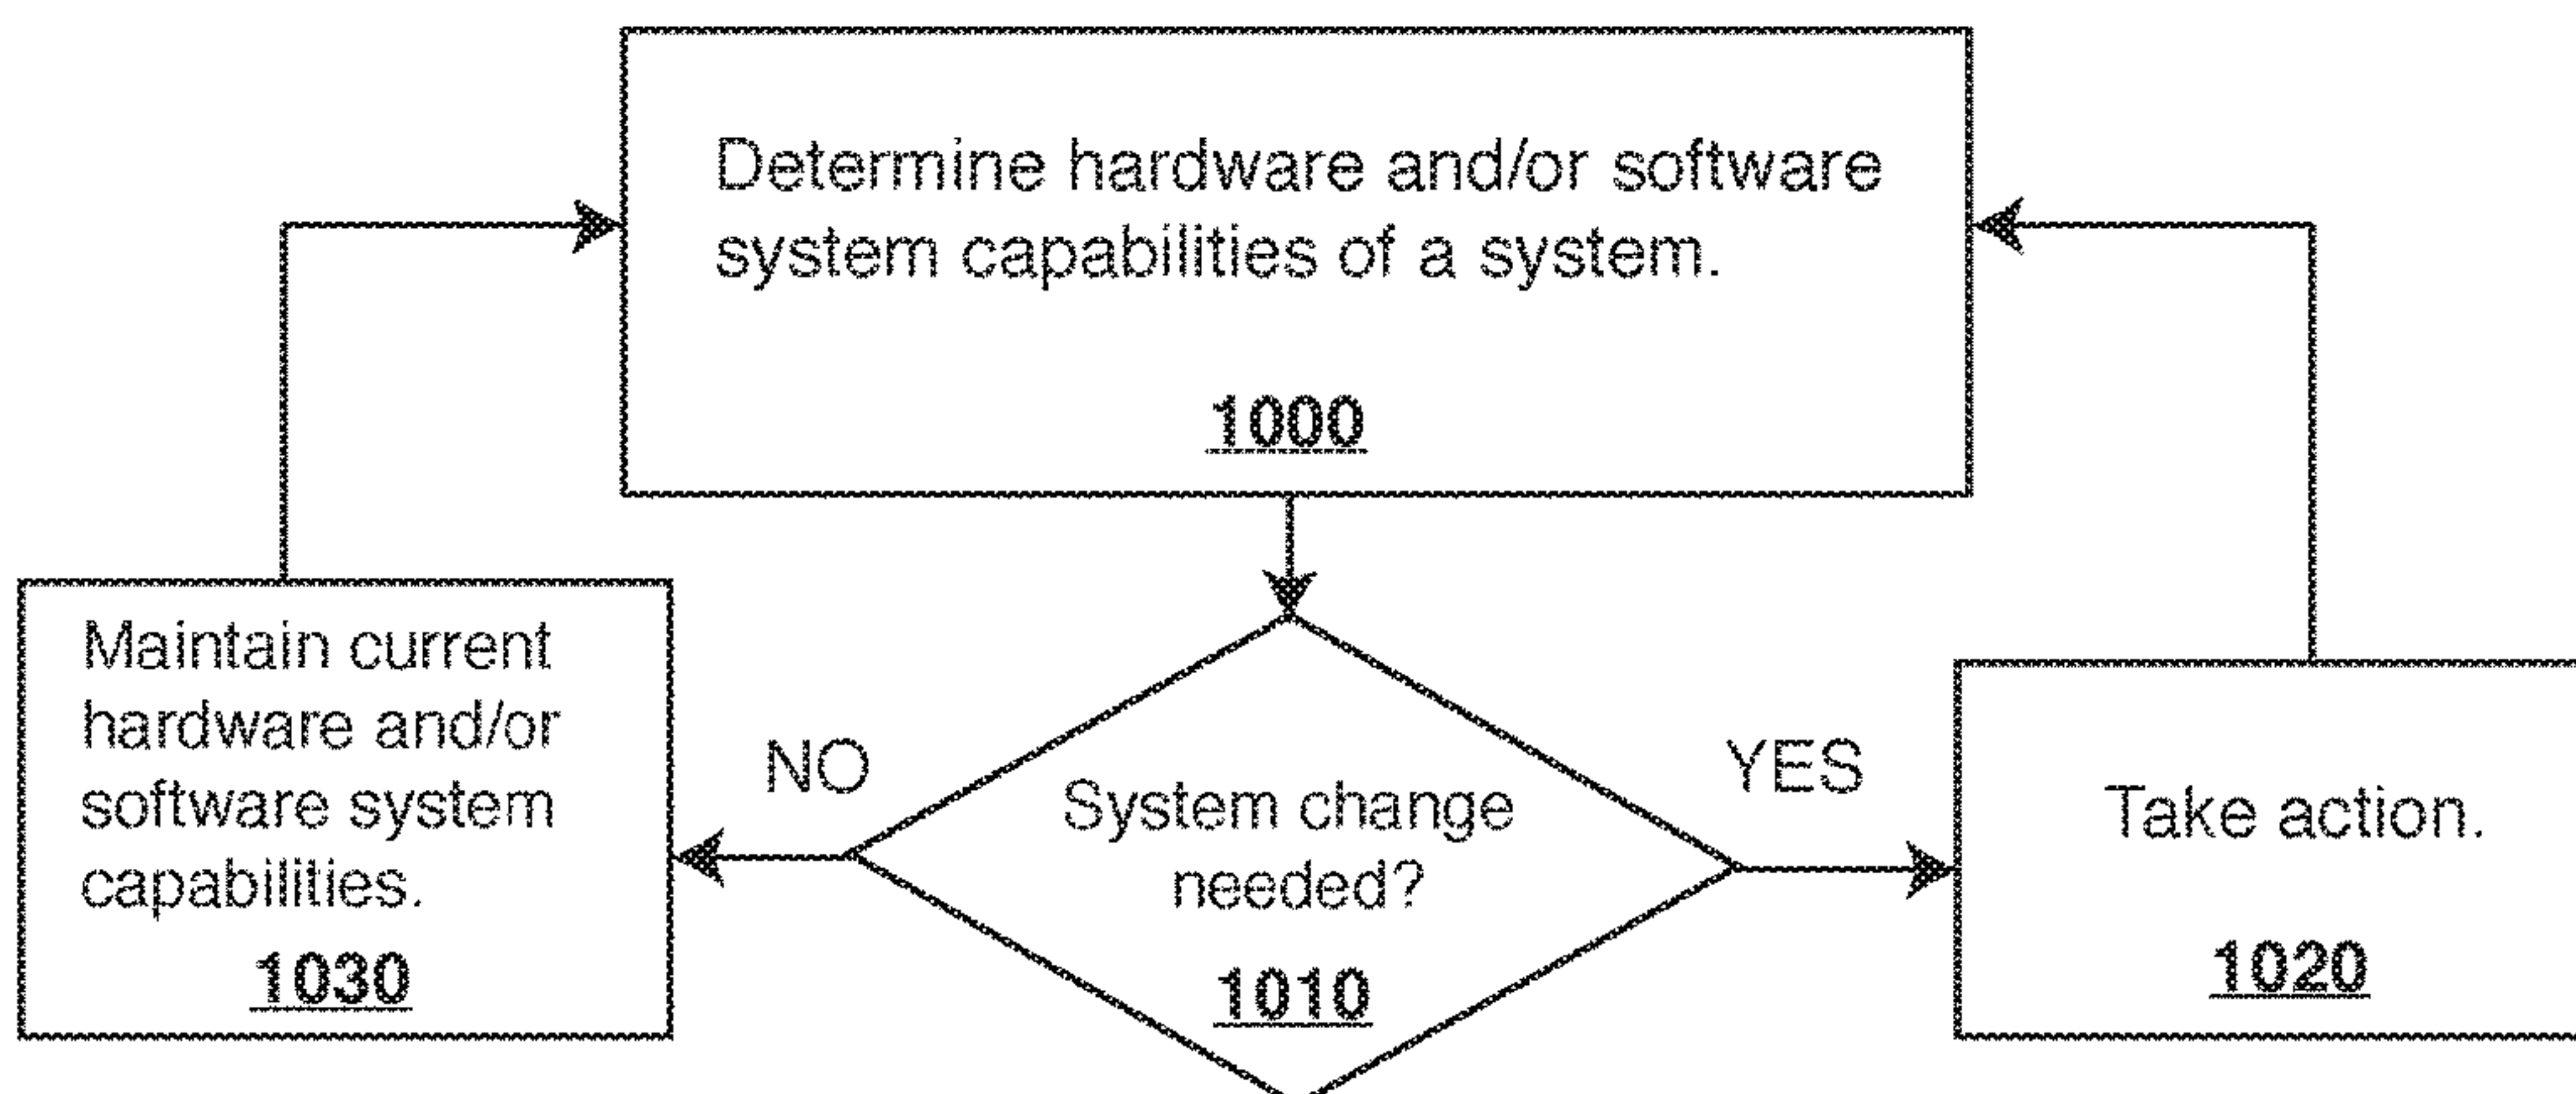 Determine hardware and/or software
system capabilities of a system.
1000
Maintain current
hardware and/or
software system
capabilities.
1030
NO
System change
needed?
1010
YES
Take action.
1020